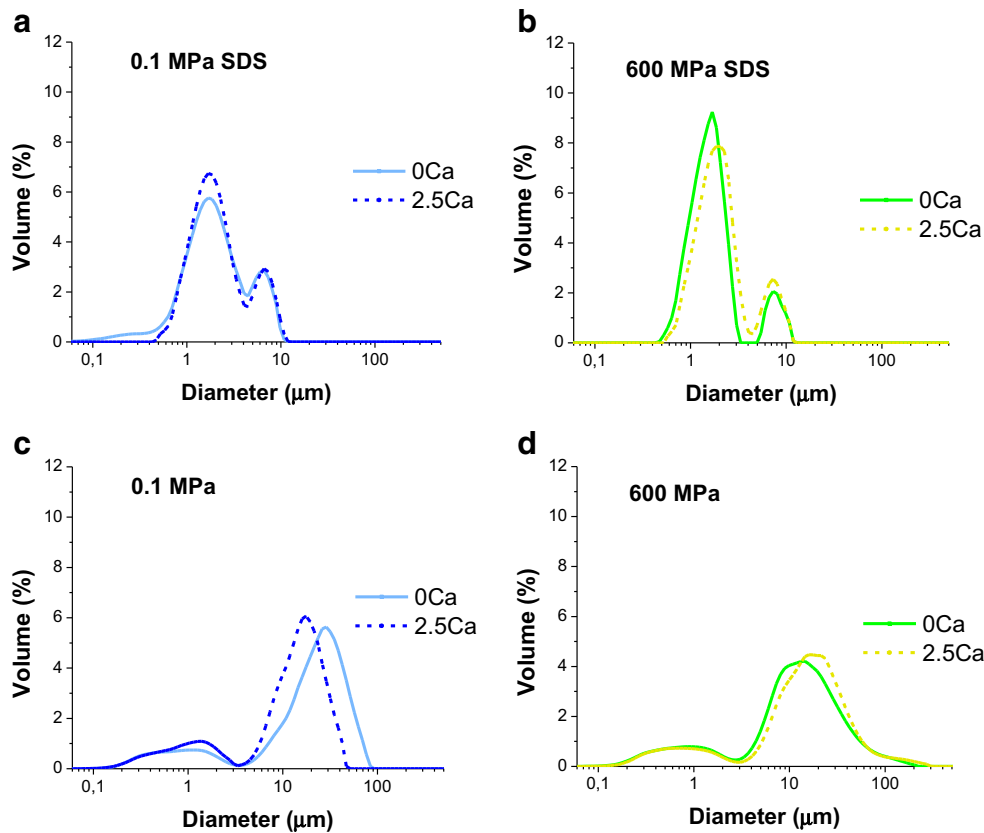 a
0.1 MPa SDS
12
10
8
6
4
2
0
Volume (%)
0Ca
2.5Ca
0,1
1
10
100
Diameter (µm)
b
600 MPa SDS
12
10
8
6
4
2
0
Volume (%)
0Ca
2.5Ca
0,1
1
10
100
Diameter (µm)
c
0.1 MPa
12
10
8
6
4
2
0
Volume (%)
0Ca
2.5Ca
0,1
1
10
100
Diameter (µm)
d
600 MPa
12
10
8
6
4
2
0
Volume (%)
0Ca
2.5Ca
0,1
1
10
100
Diameter (µm)